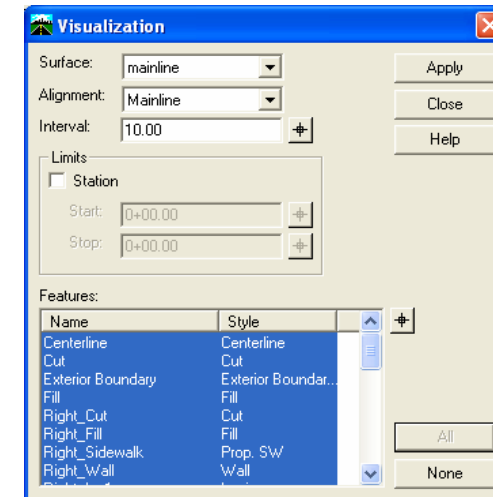 Visualization
Surface: mainline
Apply
Alignment: Mainline
Close
Interval: 10.00
Help
Limits
Station
Start: 0+00.00
Stop: 0+00.00
Features:
Name Style
Centerline Centerline
Cut Cut
Exterior Boundary Exterior Boundar...
Fill Fill
Right_Cut Cut
Right_Fill Fill
All
Right_Sidewalk Prop. SW
Right_Wall Wall
None